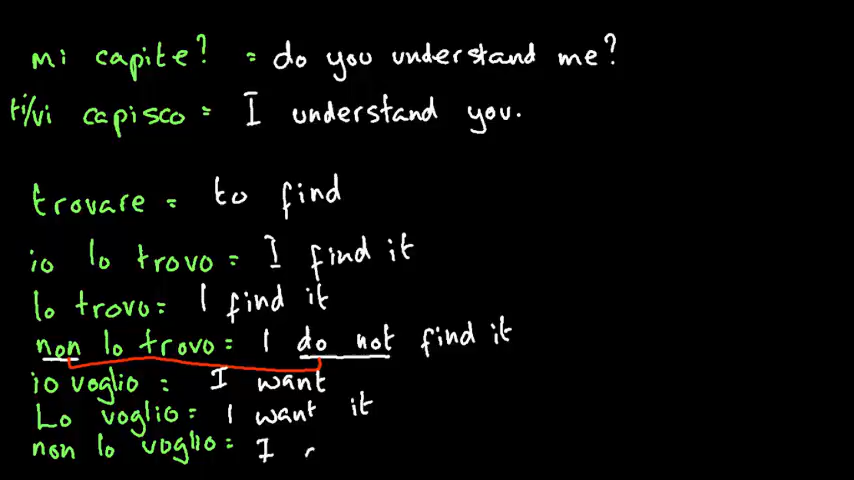 mi capite? = do you understand me?
ti/vi capisco = I understand you.
trovare = to find
io lo trovo = I find it
lo trovo = I find it
non lo trovo = I do not find it
io voglio = I want
Lo voglio = I want it
non lo voglio = I